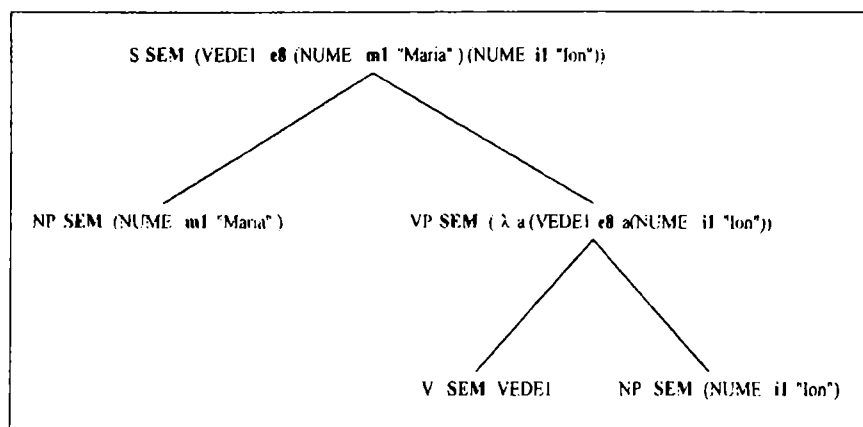 S SEM (VEDE1 e8 (NUME m1 "Maria") (NUME i1 "Ion"))
NP SEM (NUME m1 "Maria") VP SEM (λ a (VEDE1 e8 a(NUME i1 "Ion"))
V SEM VEDE1 NP SEM (NUME i1 "Ion")